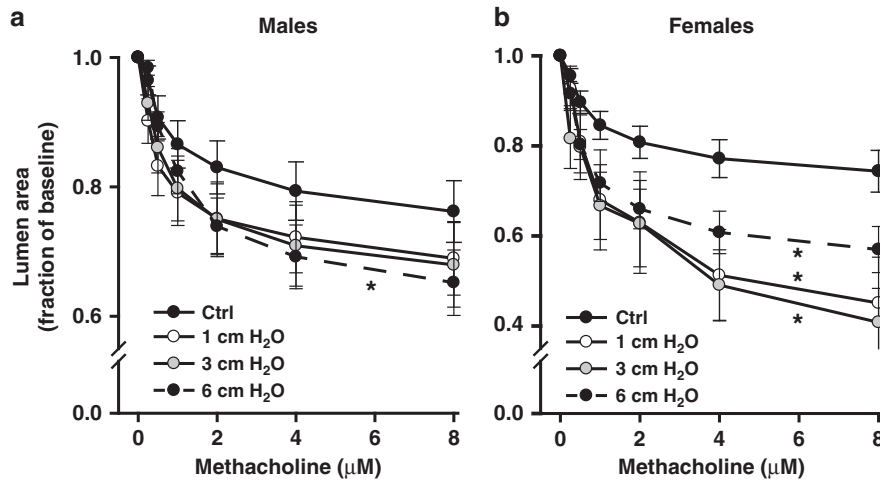 a
Males
Lumen area
(fraction of baseline)
1.0
0.8
0.6
0.0
*
Ctrl
1 cm H₂O
3 cm H₂O
6 cm H₂O
0 2 4 6 8
Methacholine (μM)
b
Females
1.0
0.8
0.6
0.4
0.0
*
*
*
Ctrl
1 cm H₂O
3 cm H₂O
6 cm H₂O
0 2 4 6 8
Methacholine (μM)